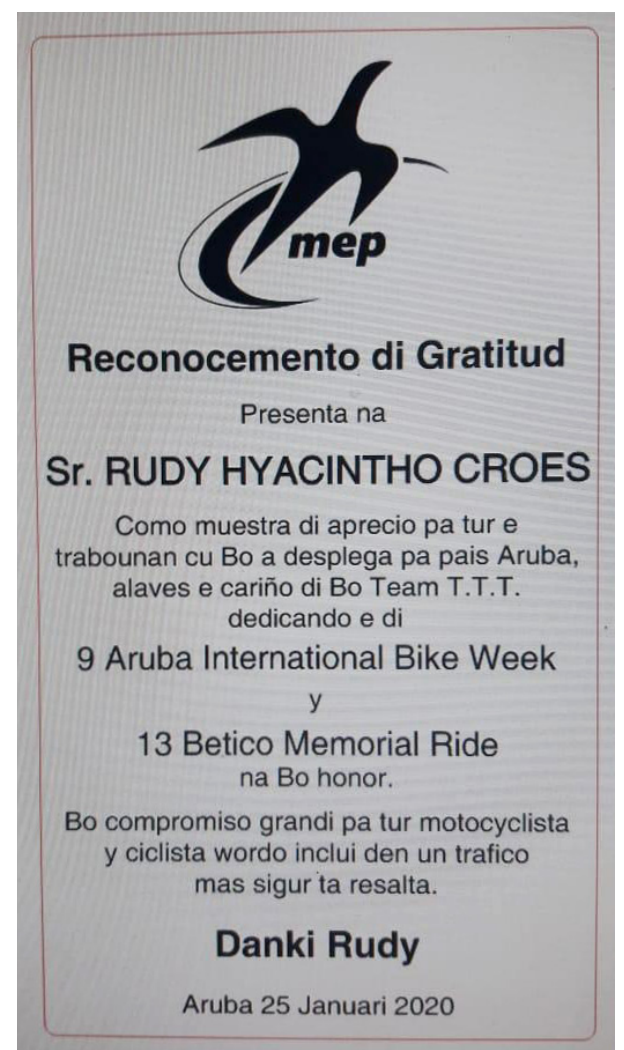 mep
Reconocemento di Gratitud
Presenta na
Sr. RUDY HYACINTHO CROES
Como muestra di aprecio pa tur e
trabounan cu Bo a desplega pa pais Aruba,
alaves e cariño di Bo Team T.T.T.
dedicando e di
9 Aruba International Bike Week
y
13 Betico Memorial Ride
na Bo honor.
Bo compromiso grandi pa tur motocyclista
y ciclista wordo inclui den un trafico
mas sigur ta resalta.
Danki Rudy
Aruba 25 Januari 2020